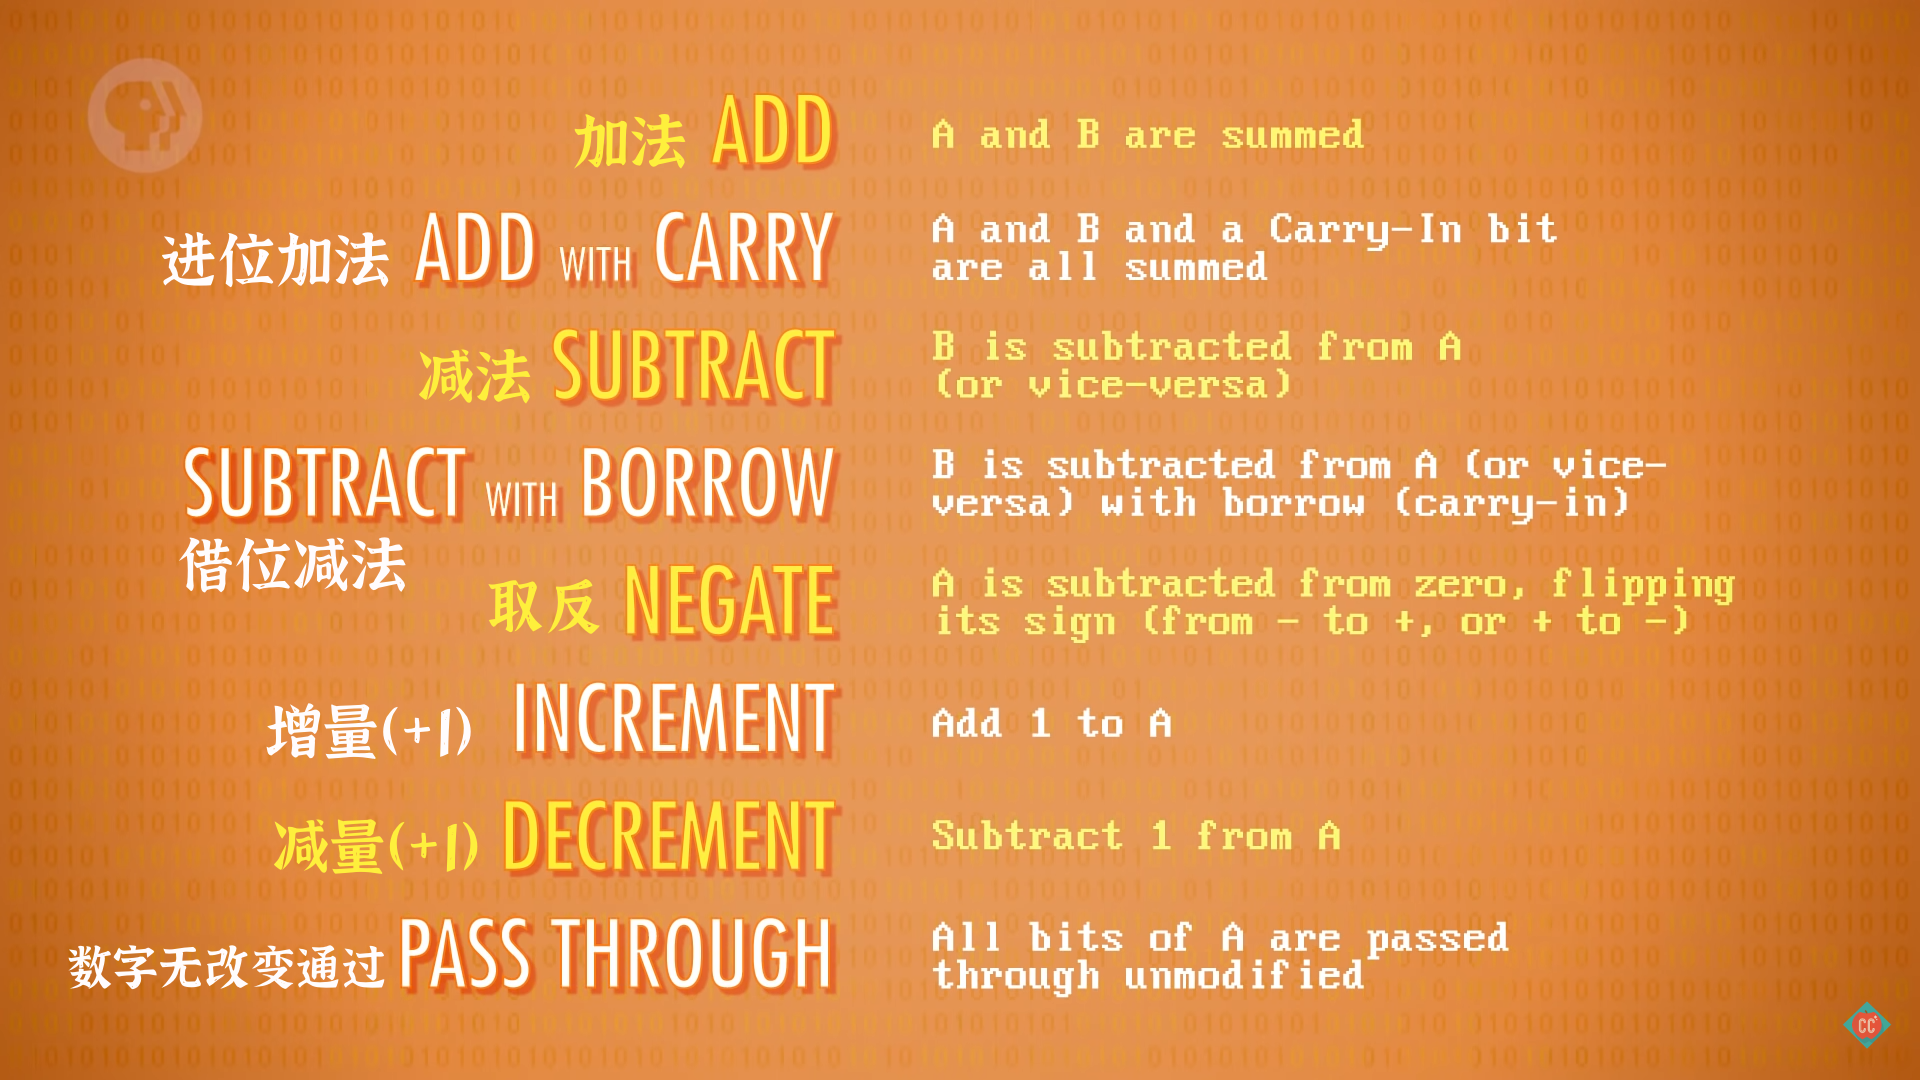 加法 ADD
A and B are summed
进位加法 ADD WITH CARRY
A and B and a Carry-In bit
are all summed
减法 SUBTRACT
B is subtracted from A
(or vice-versa)
SUBTRACT WITH BORROW
借位减法
B is subtracted from A (or vice-
versa) with borrow (carry-in)
取反 NEGATE
A is subtracted from zero, flipping
its sign (from - to +, or + to -)
增量(+1) INCREMENT
Add 1 to A
减量(+1) DECREMENT
Subtract 1 from A
数字无改变通过 PASS THROUGH
All bits of A are passed
through unmodified
CC